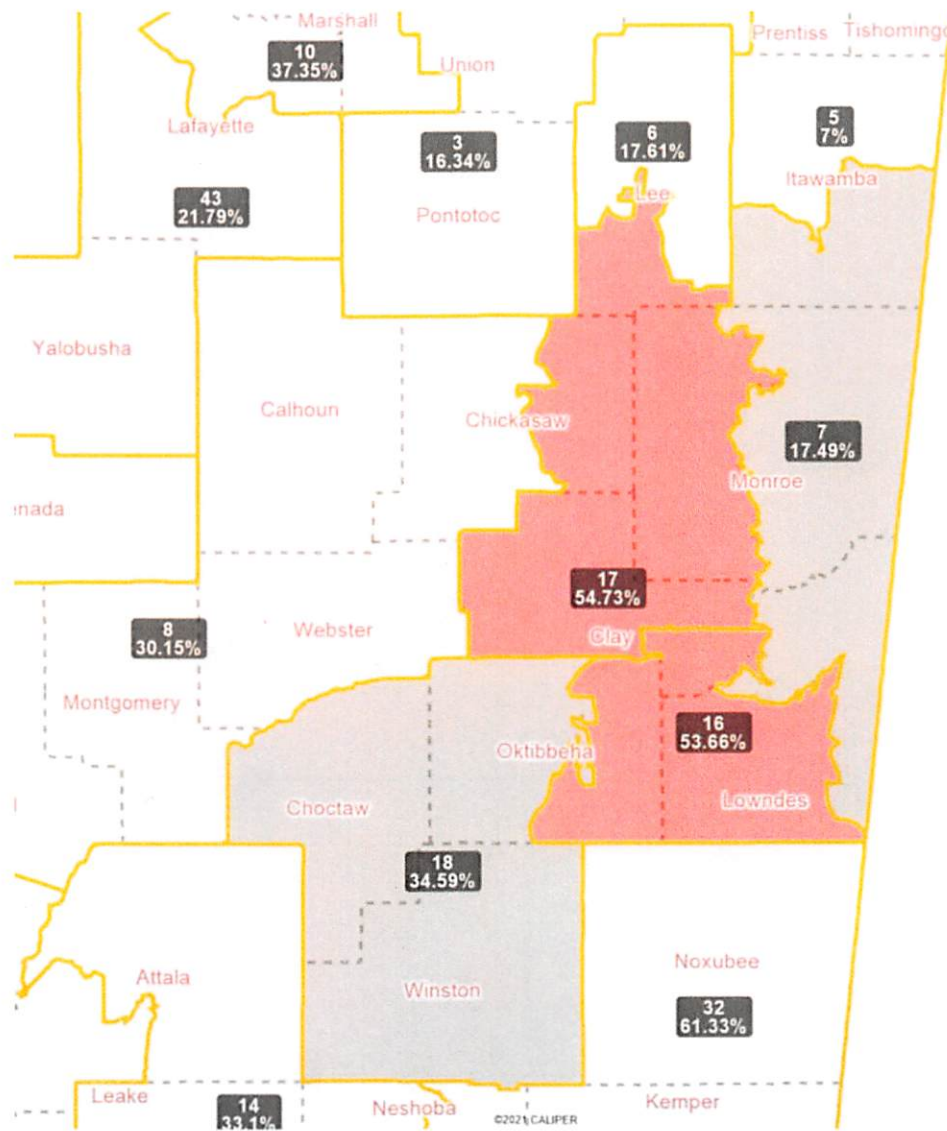 Marshall
Prentiss
Tishoming
10
37.35%
Union
Lafayette
3
16.34%
6
17.61%
5
7%
Itawamba
Lee
43
21.79%
Pontotoc
Yalobusha
Calhoun
Chickasaw
7
17.49%
Monroe
enada
17
54.73%
8
30.15%
Webster
Clay
Montgomery
16
53.66%
Oktibbeha
Choctaw
Lowndes
18
34.59%
Attala
Winston
Noxubee
32
61.33%
Leake
14
33.1%
Neshoba
©2021 CALIPER
Kemper